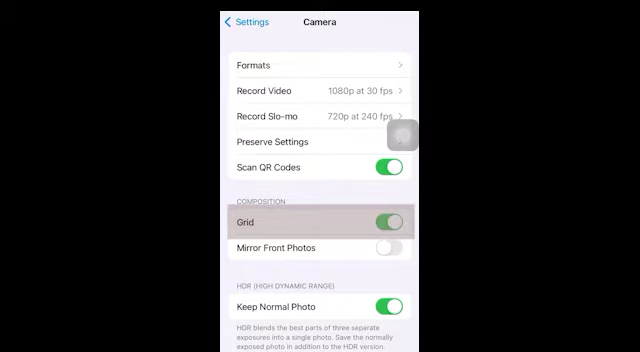 Settings
Camera
Formats
Record Video 1080p at 30 fps
Record Slo-mo 720p at 240 fps
Preserve Settings
Scan QR Codes
COMPOSITION
Grid
Mirror Front Photos
HDR (HIGH DYNAMIC RANGE)
Keep Normal Photo
HDR blends the best parts of three separate
exposures into a single photo. Save the normally
exposed photo in addition to the HDR version.